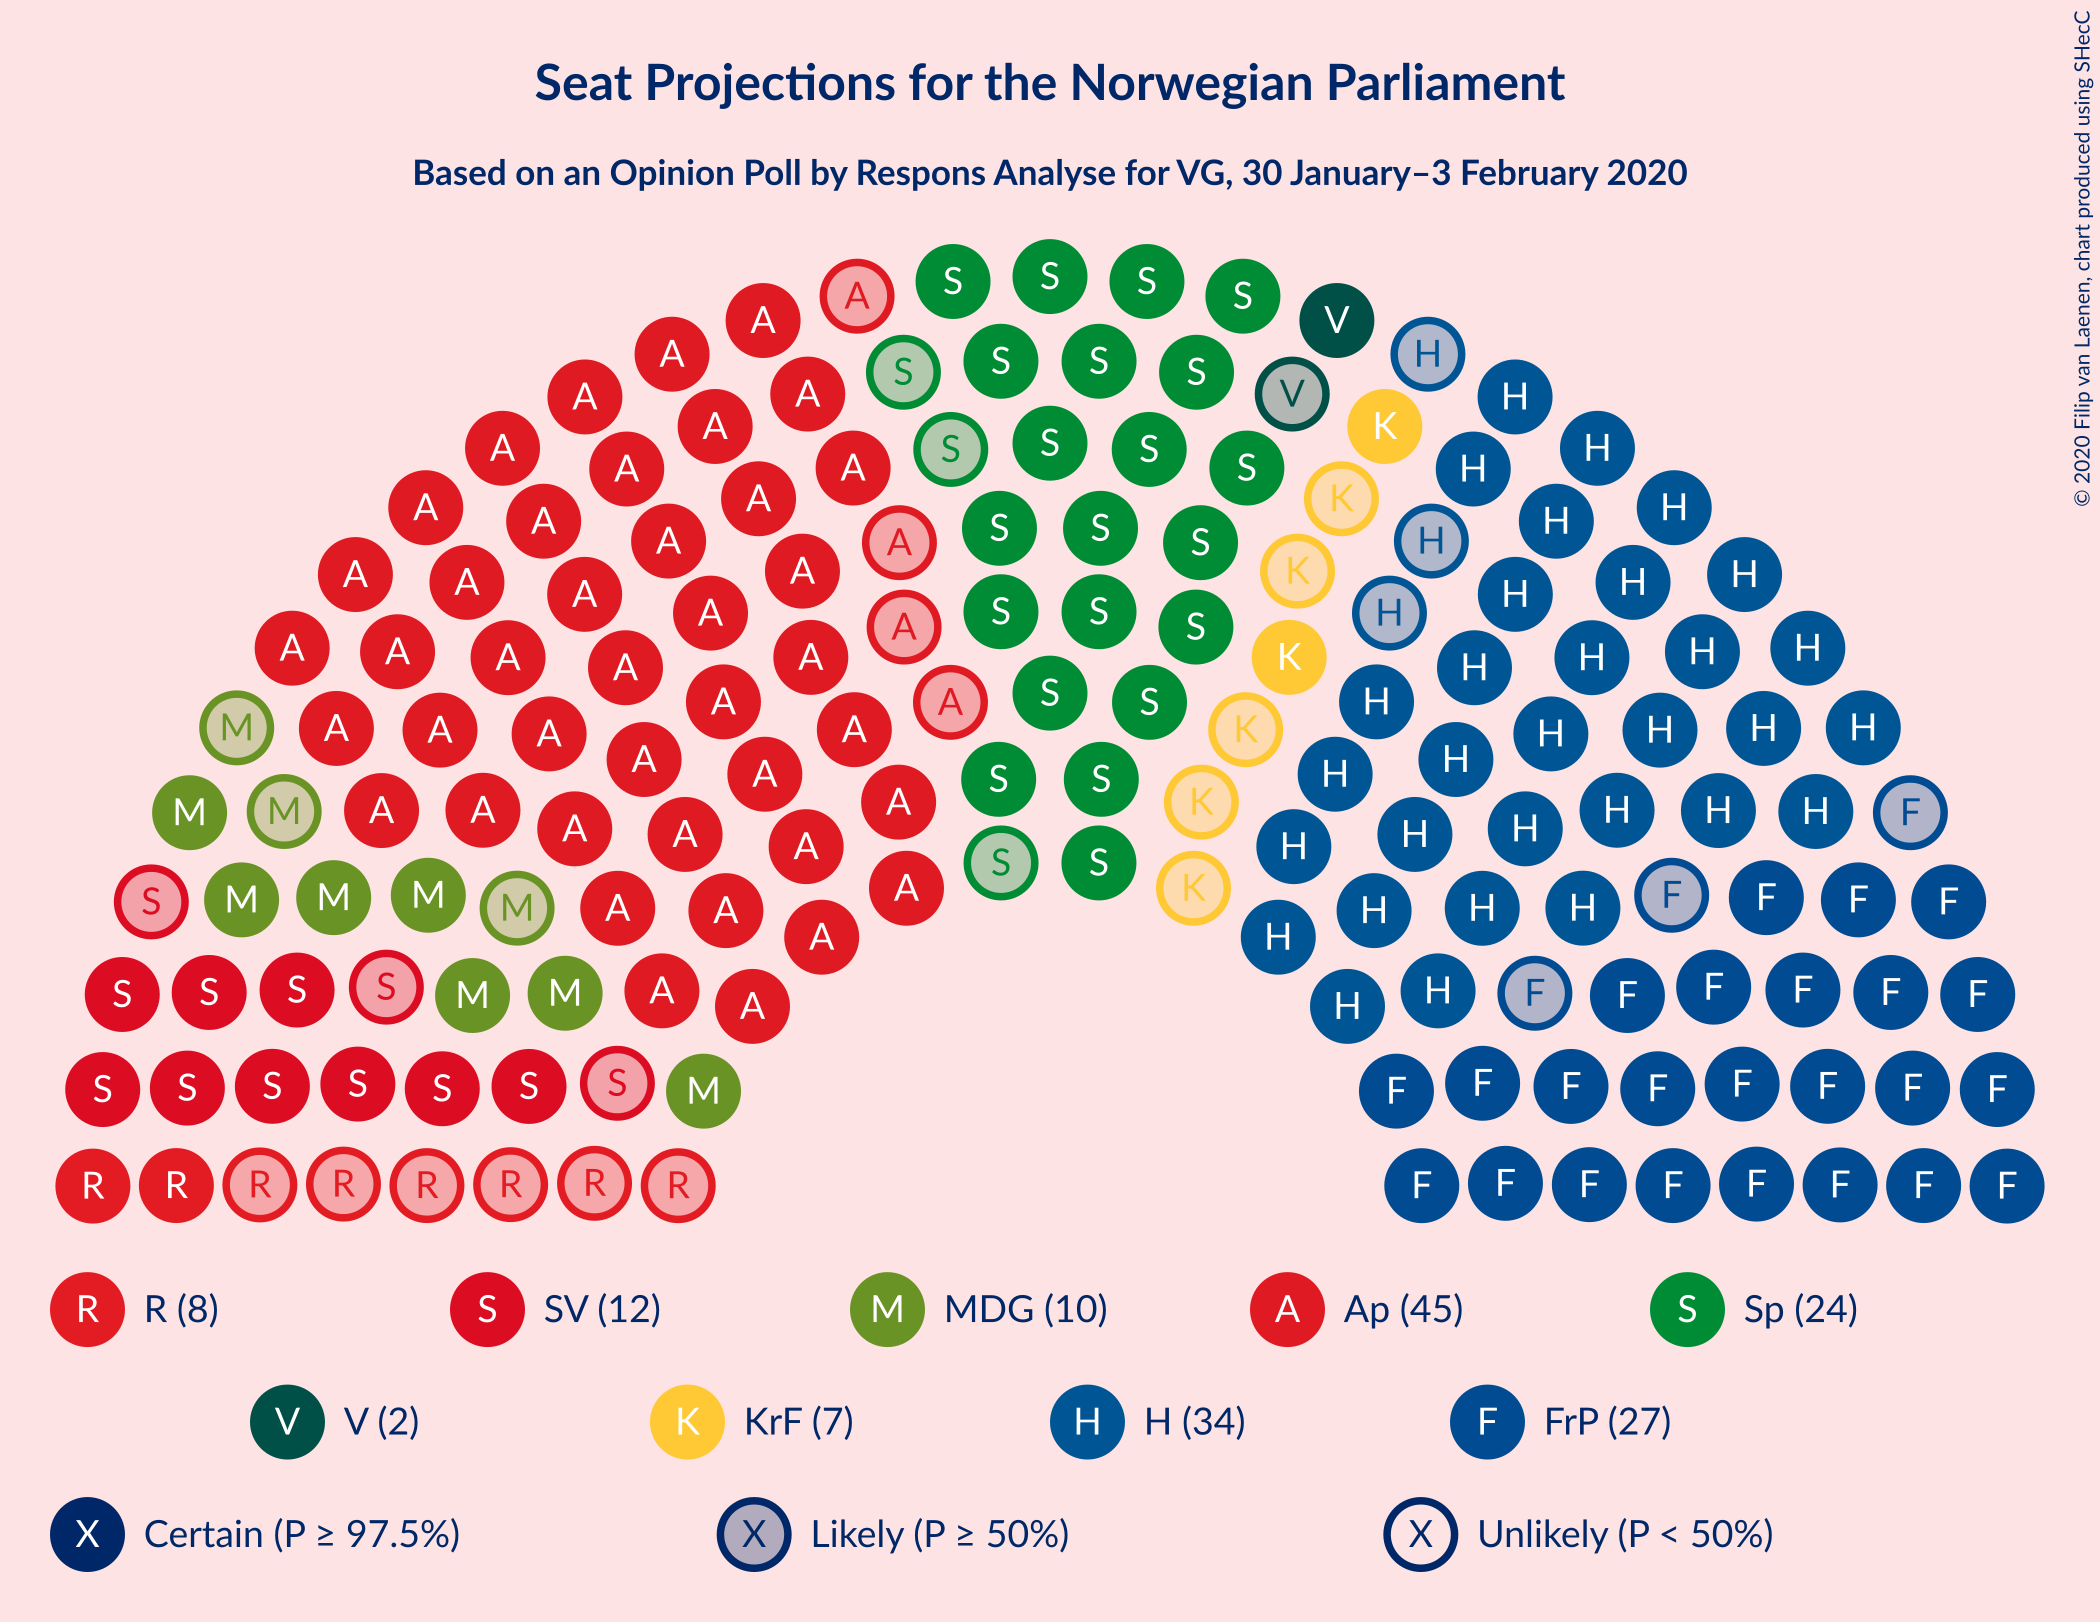 Seat Projections for the Norwegian Parliament
Based on an Opinion Poll by Respons Analyse for VG, 30 January–3 February 2020
© 2020 Filip van Laenen, chart produced using SHecC
A S S S S V H
A A S S S S V K H H
A A A S S S S K H H H
A A A A A S S S K H H H H
A A A A A A S S S K H H H H H
A A A A A A A S S K H H H H H H
M A A A A A A A S S K H H H H H H H
M M A A A A A A S S K H H H H H H F
S M M M M A A A H H H H F F F F
S S S S M M A A H H F F F F F F
S S S S S S S M F F F F F F F F
R R R R R R R R F F F F F F F F
R R (8) S SV (12) M MDG (10) A Ap (45) S Sp (24)
V V (2) K KrF (7) H H (34) F FrP (27)
X Certain (P ≥ 97.5%) X Likely (P ≥ 50%) X Unlikely (P < 50%)